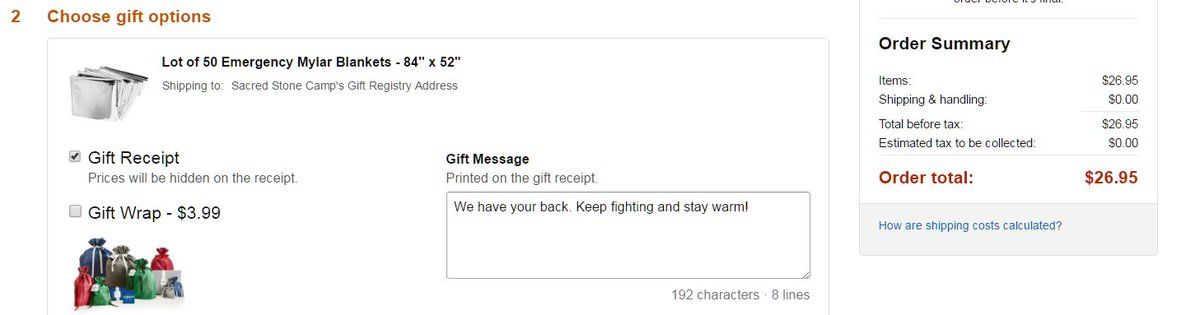 order before it's final.
2 Choose gift options
Lot of 50 Emergency Mylar Blankets - 84" x 52"
Shipping to: Sacred Stone Camp's Gift Registry Address
Gift Receipt
Prices will be hidden on the receipt.
Gift Wrap - $3.99
Gift Message
Printed on the gift receipt.
We have your back. Keep fighting and stay warm!
192 characters · 8 lines
Order Summary
Items: $26.95
Shipping & handling: $0.00
Total before tax: $26.95
Estimated tax to be collected: $0.00
Order total: $26.95
How are shipping costs calculated?